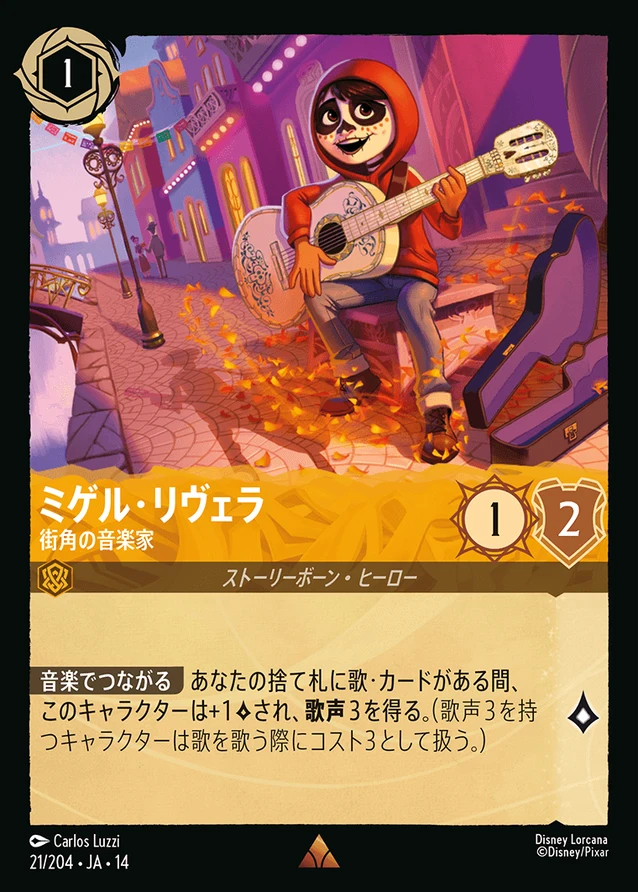 1
ミゲル・リヴェラ
街角の音楽家
1 2
ストーリーボーン・ヒーロー
音楽でつながる あなたの捨て札に歌・カードがある間、
このキャラクターは+1され、歌声3を得る。(歌声3を持
つキャラクターは歌を歌う際にコスト3として扱う。)
Carlos Luzzi
21/204・JA・14
Disney Lorcana
©Disney/Pixar